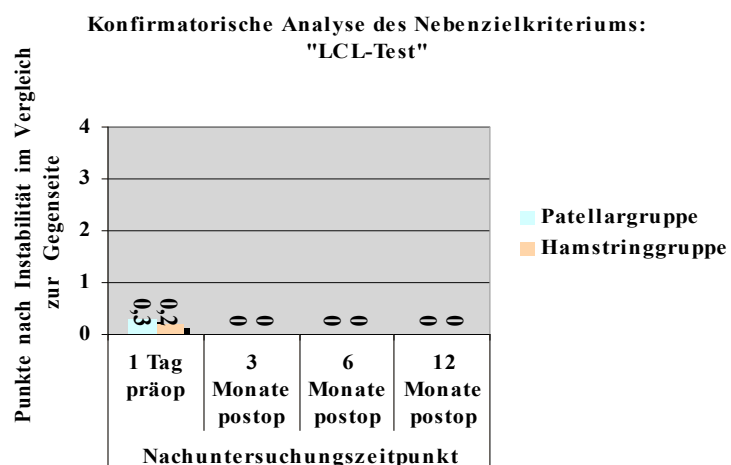 Konfirmatorische Analyse des Nebenzielkriteriums:
"LCL-Test"
Punkte nach Instabilität im Vergleich
zur Gegenseite
4
3
2
1
0
0,3
0,2
0
0
0
0
0
0
1 Tag
präop
3
Monate
postop
6
Monate
postop
12
Monate
postop
Nachuntersuchungszeitpunkt
Patellargruppe
Hamstringgruppe